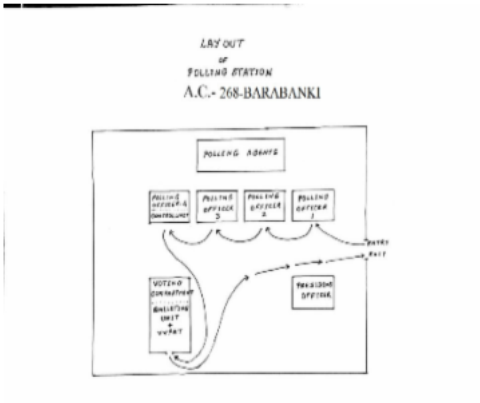 LAY OUT
OF
POLLING STATION
A.C.- 268-BARABANKI
POLLING AGENTS
POLLING
OFFICER-4
CONTROL UNIT
POLLING
OFFICER
3
POLLING
OFFICER
2
POLLING
OFFICER
1
ENTRY
EXIT
VOTING
COMPARTMENT
BALLOTING
UNIT
+
VVPAT
PRESIDING
OFFICER